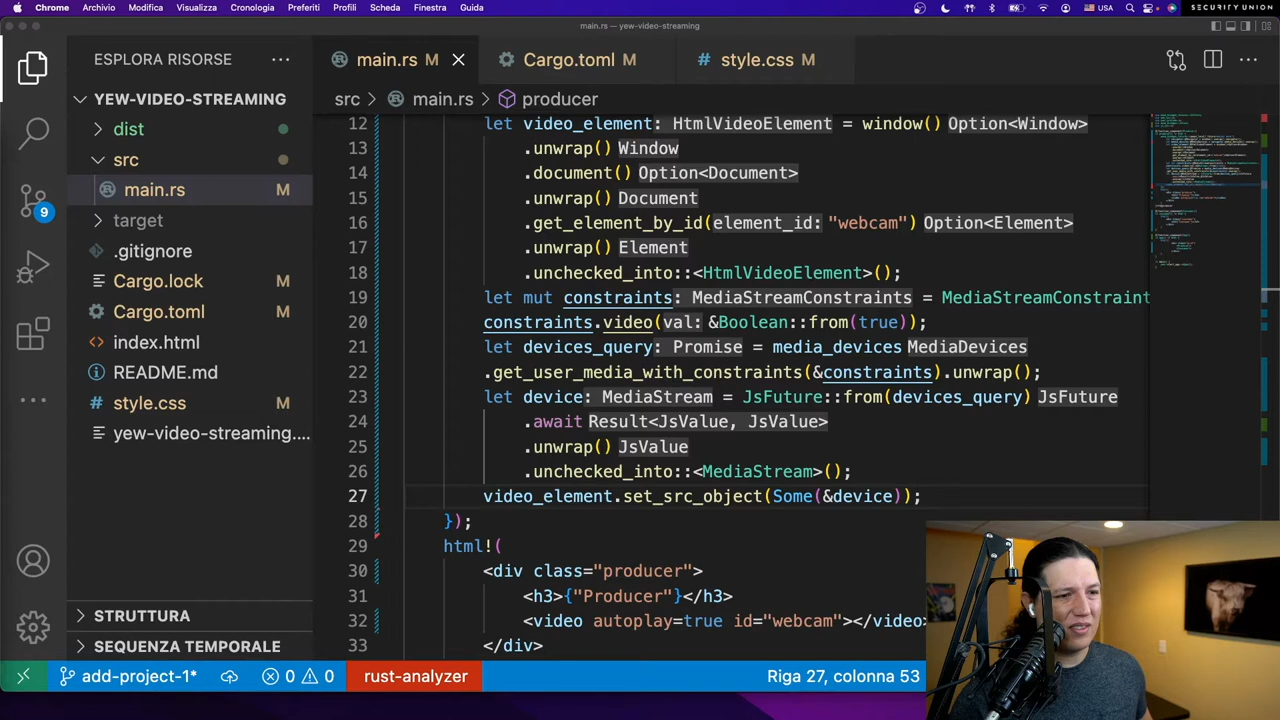 Chrome Archivio Modifica Visualizza Cronologia Preferiti Profili Scheda Finestra Guida USA SECURITY UNION
main.rs — yew-video-streaming
ESPLORA RISORSE
main.rs M
Cargo.toml M
style.css M
YEW-VIDEO-STREAMING
dist
src
main.rs M
target
.gitignore
Cargo.lock M
Cargo.toml M
index.html
README.md
style.css M
yew-video-streaming....
STRUTTURA
SEQUENZA TEMPORALE
9
src > main.rs > producer
12 let video_element: HtmlVideoElement = window() Option<Window>
13 .unwrap() Window
14 .document() Option<Document>
15 .unwrap() Document
16 .get_element_by_id(element_id: "webcam") Option<Element>
17 .unwrap() Element
18 .unchecked_into::<HtmlVideoElement>();
19 let mut constraints: MediaStreamConstraints = MediaStreamConstraint
20 constraints.video(val: &Boolean::from(true));
21 let devices_query: Promise = media_devices MediaDevices
22 .get_user_media_with_constraints(&constraints).unwrap();
23 let device: MediaStream = JsFuture::from(devices_query) JsFuture
24 .await Result<JsValue, JsValue>
25 .unwrap() JsValue
26 .unchecked_into::<MediaStream>();
27 video_element.set_src_object(Some(&device));
28 });
29 html!(
30 <div class="producer">
31 <h3>{"Producer"}</h3>
32 <video autoplay=true id="webcam"></video>
33 </div>
add-project-1* 0 0 rust-analyzer Riga 27, colonna 53